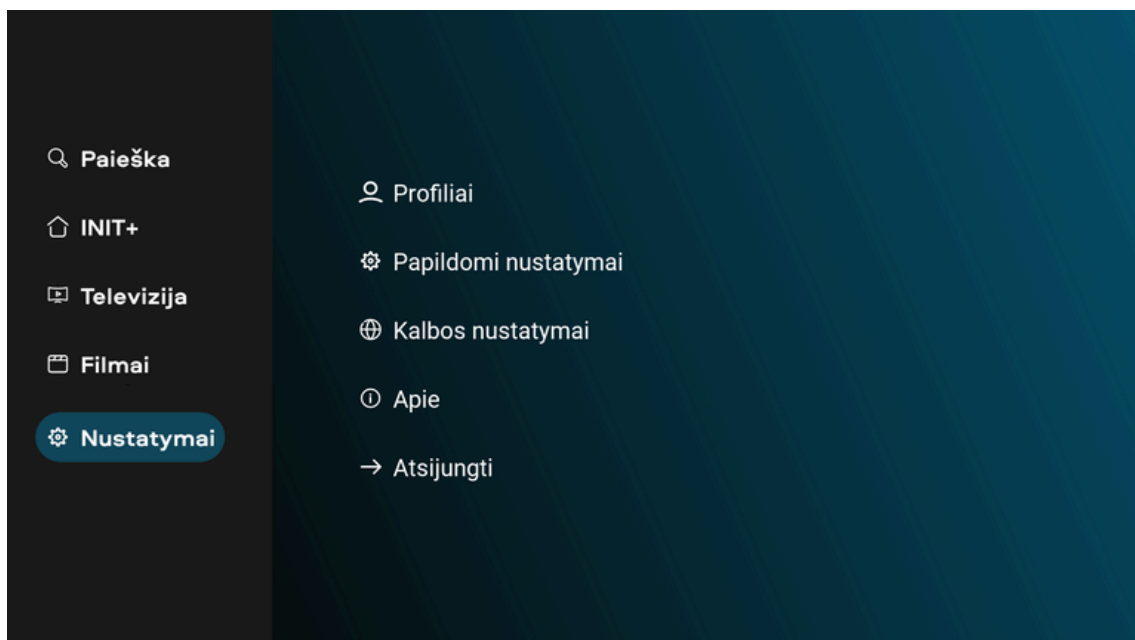 Paieška
INIT+
Televizija
Filmai
Nustatymai
Profiliai
Papildomi nustatymai
Kalbos nustatymai
Apie
Atsijungti